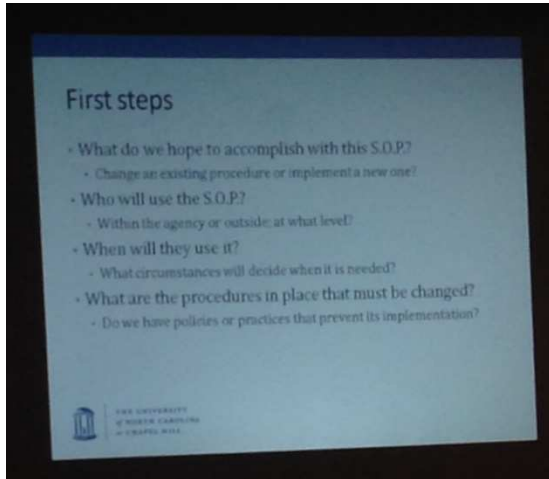 First steps
• What do we hope to accomplish with this S.O.P.?
• Change an existing procedure or implement a new one?
• Who will use the S.O.P.?
• Within the agency or outside; at what level?
• When will they use it?
• What circumstances will decide when it is needed?
• What are the procedures in place that must be changed?
• Do we have policies or practices that prevent its implementation?
THE UNIVERSITY
of NORTH CAROLINA
at CHAPEL HILL